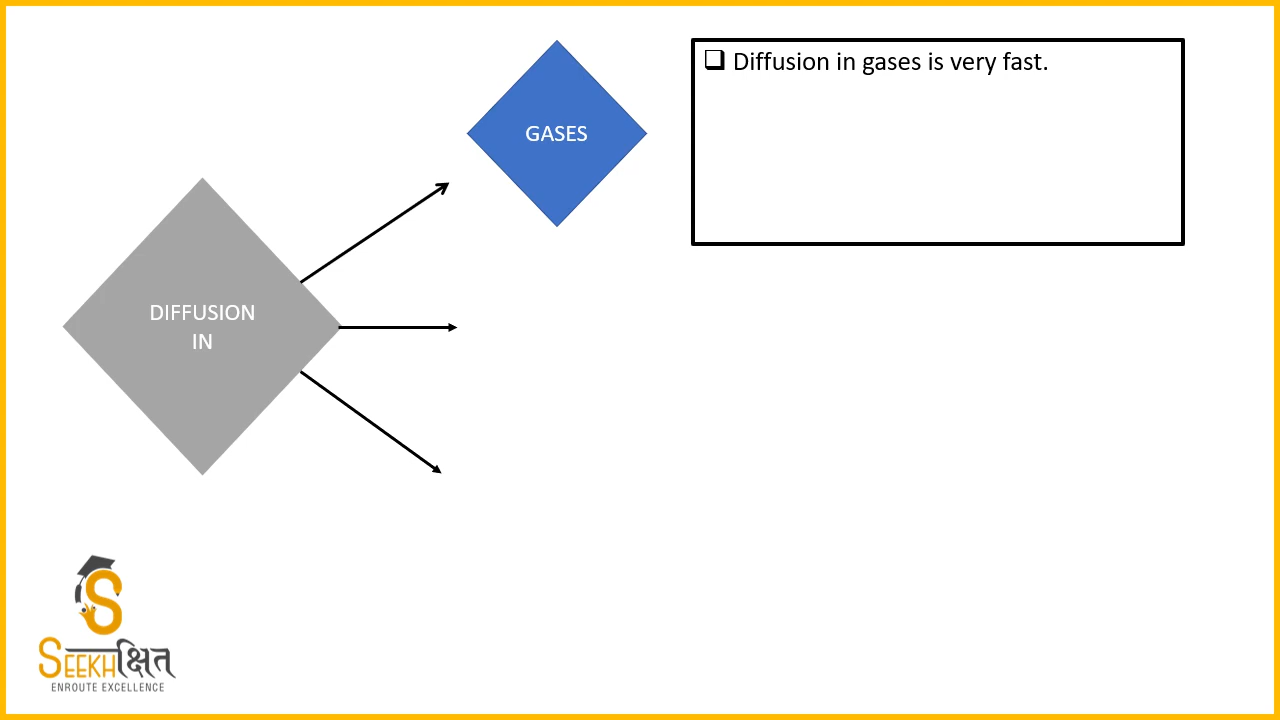 GASES
❑ Diffusion in gases is very fast.
DIFFUSION
IN
SEEKHक्षित
ENROUTE EXCELLENCE